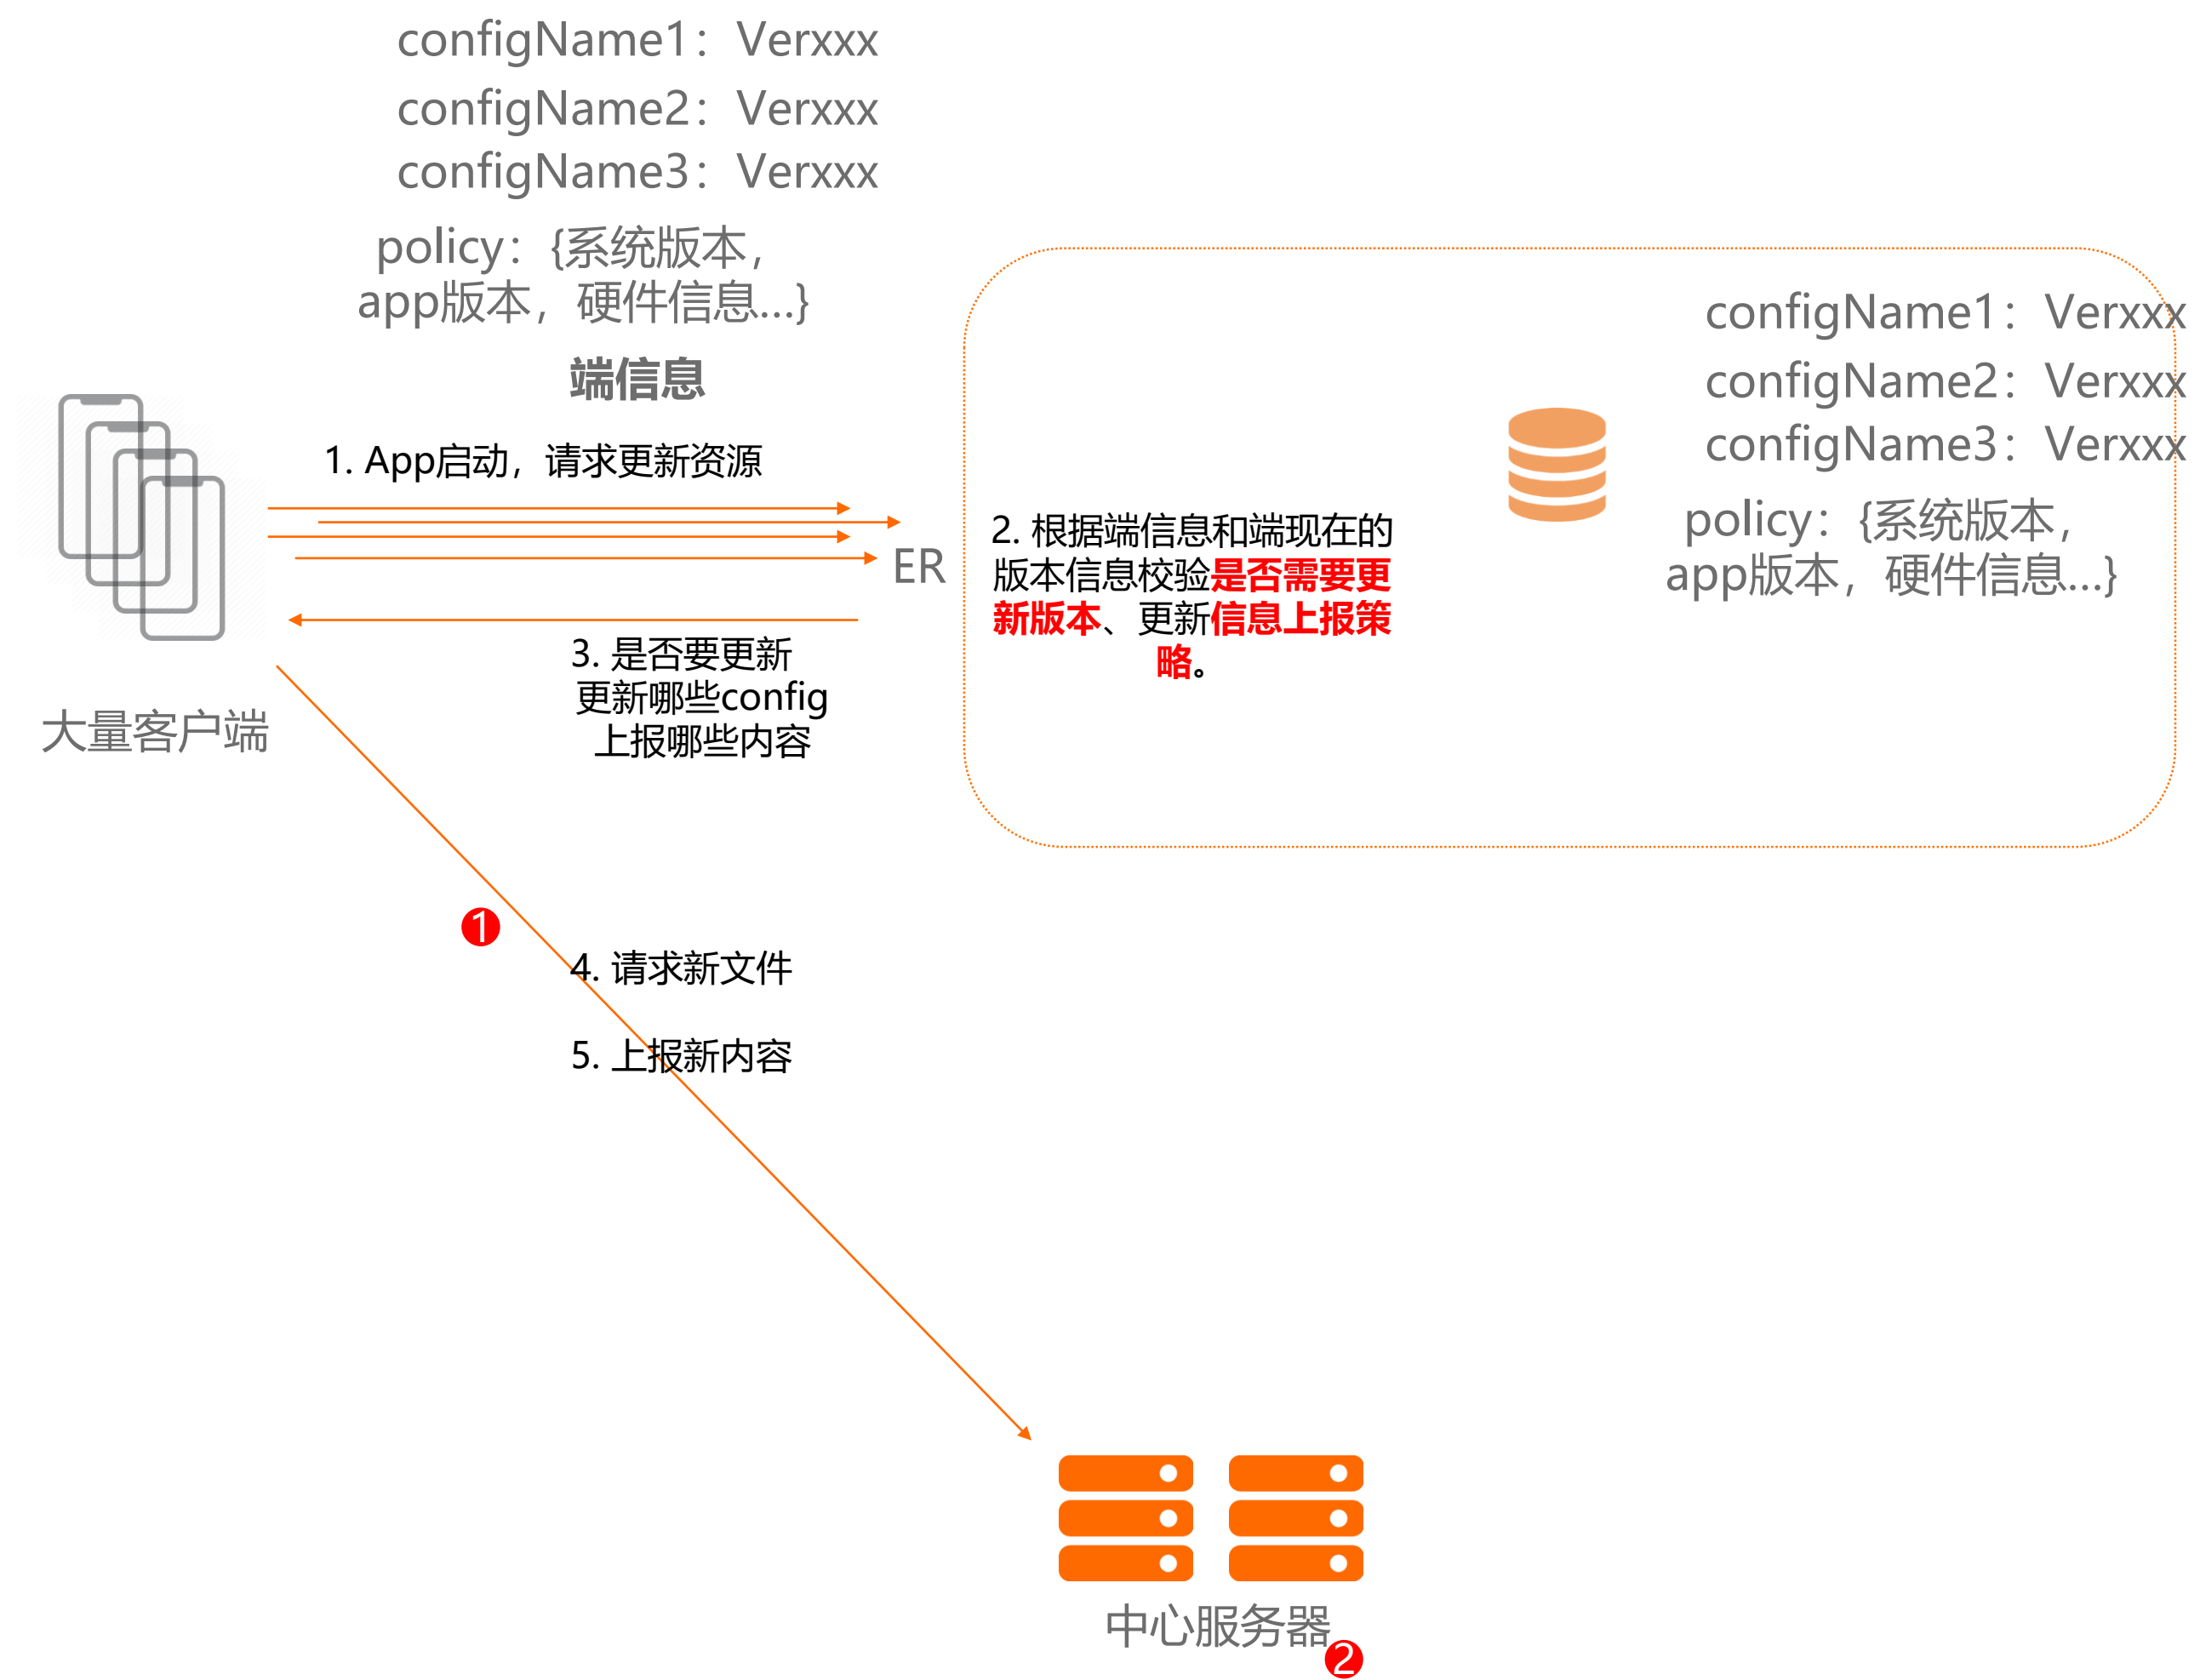 configName1：Verxxx
configName2：Verxxx
configName3：Verxxx
policy：{系统版本，
app版本，硬件信息...}
端信息
1. App启动，请求更新资源
ER
3. 是否要更新
更新哪些config
上报哪些内容
大量客户端
2. 根据端信息和端现在的
版本信息校验是否需要更
新版本、更新信息上报策
略。
configName1：Verxxx
configName2：Verxxx
configName3：Verxxx
policy：{系统版本，
app版本，硬件信息...}
1
4. 请求新文件
5. 上报新内容
中心服务器
2